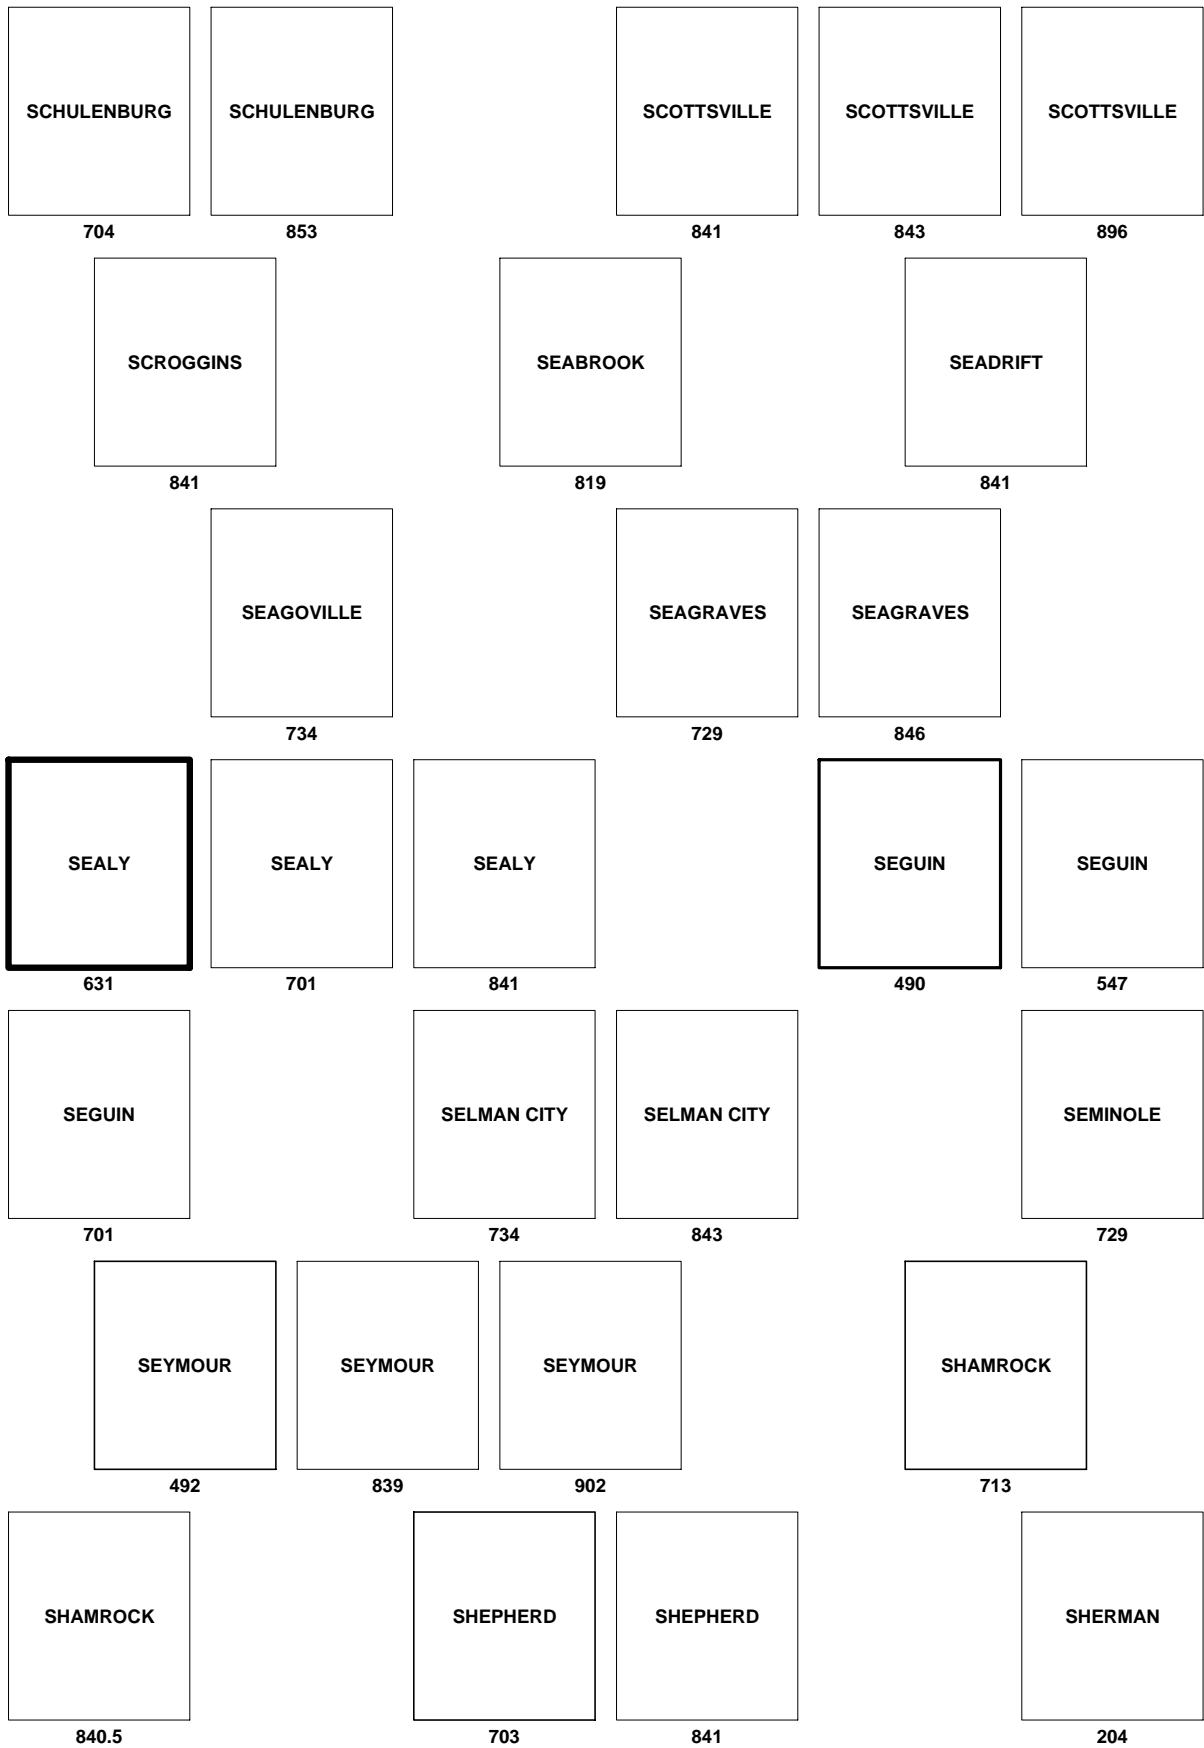 SCHULENBURG SCHULENBURG SCOTTSVILLE SCOTTSVILLE SCOTTSVILLE
704 853 841 843 896
SCROGGINS SEABROOK SEADRIFT
841 819 841
SEAGOVILLE SEAGRAVES SEAGRAVES
734 729 846
SEALY SEALY SEALY SEGUIN SEGUIN
631 701 841 490 547
SEGUIN SELMAN CITY SELMAN CITY SEMINOLE
701 734 843 729
SEYMOUR SEYMOUR SEYMOUR SHAMROCK
492 839 902 713
SHAMROCK SHEPHERD SHEPHERD SHERMAN
840.5 703 841 204